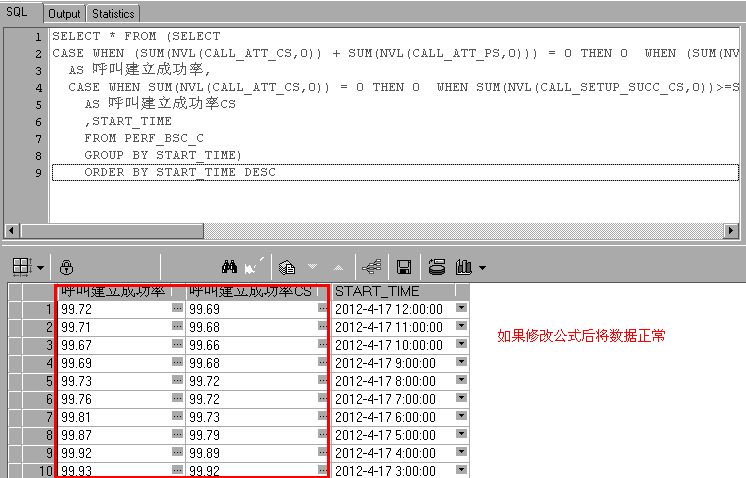 SQL Output Statistics
1 SELECT * FROM (SELECT
2 CASE WHEN (SUM(NVL(CALL_ATT_CS,0)) + SUM(NVL(CALL_ATT_PS,0))) = 0 THEN 0 WHEN (SUM(NV
3 AS 呼叫建立成功率,
4 CASE WHEN SUM(NVL(CALL_ATT_CS,0)) = 0 THEN 0 WHEN SUM(NVL(CALL_SETUP_SUCC_CS,0))>=S
5 AS 呼叫建立成功率CS
6 ,START_TIME
7 FROM PERF_BSC_C
8 GROUP BY START_TIME)
9 ORDER BY START_TIME DESC
呼叫建立成功率 呼叫建立成功率CS START_TIME
1 99.72 99.69 2012-4-17 12:00:00
2 99.71 99.68 2012-4-17 11:00:00
3 99.67 99.66 2012-4-17 10:00:00
4 99.69 99.68 2012-4-17 9:00:00
5 99.73 99.72 2012-4-17 8:00:00
6 99.76 99.72 2012-4-17 7:00:00
7 99.81 99.73 2012-4-17 6:00:00
8 99.87 99.79 2012-4-17 5:00:00
9 99.92 99.89 2012-4-17 4:00:00
10 99.93 99.92 2012-4-17 3:00:00
如果修改公式后将数据正常